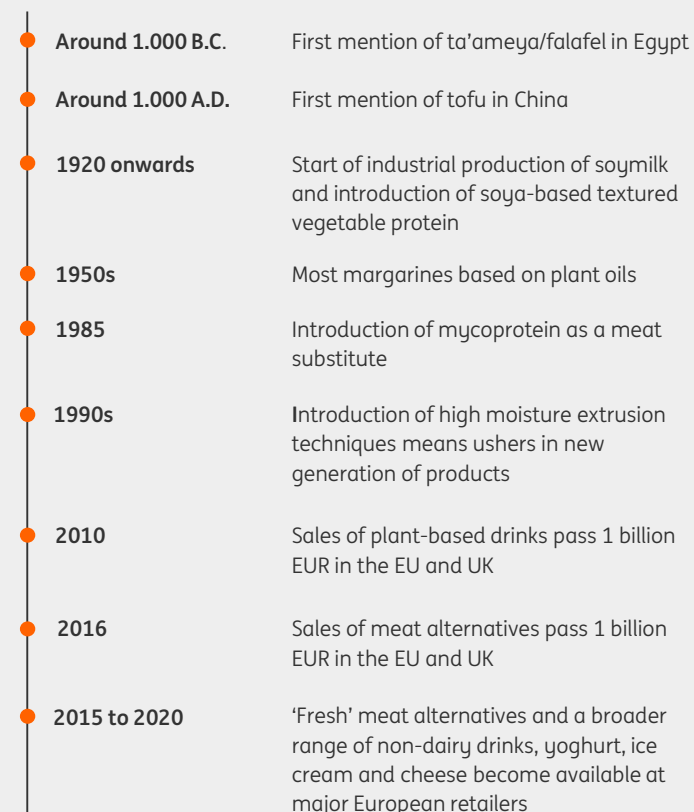 Around 1.000 B.C. First mention of ta’ameya/falafel in Egypt
Around 1.000 A.D. First mention of tofu in China
1920 onwards Start of industrial production of soymilk
and introduction of soya-based textured
vegetable protein
1950s Most margarines based on plant oils
1985 Introduction of mycoprotein as a meat
substitute
1990s Introduction of high moisture extrusion
techniques means ushers in new
generation of products
2010 Sales of plant-based drinks pass 1 billion
EUR in the EU and UK
2016 Sales of meat alternatives pass 1 billion
EUR in the EU and UK
2015 to 2020 ‘Fresh’ meat alternatives and a broader
range of non-dairy drinks, yoghurt, ice
cream and cheese become available at
major European retailers